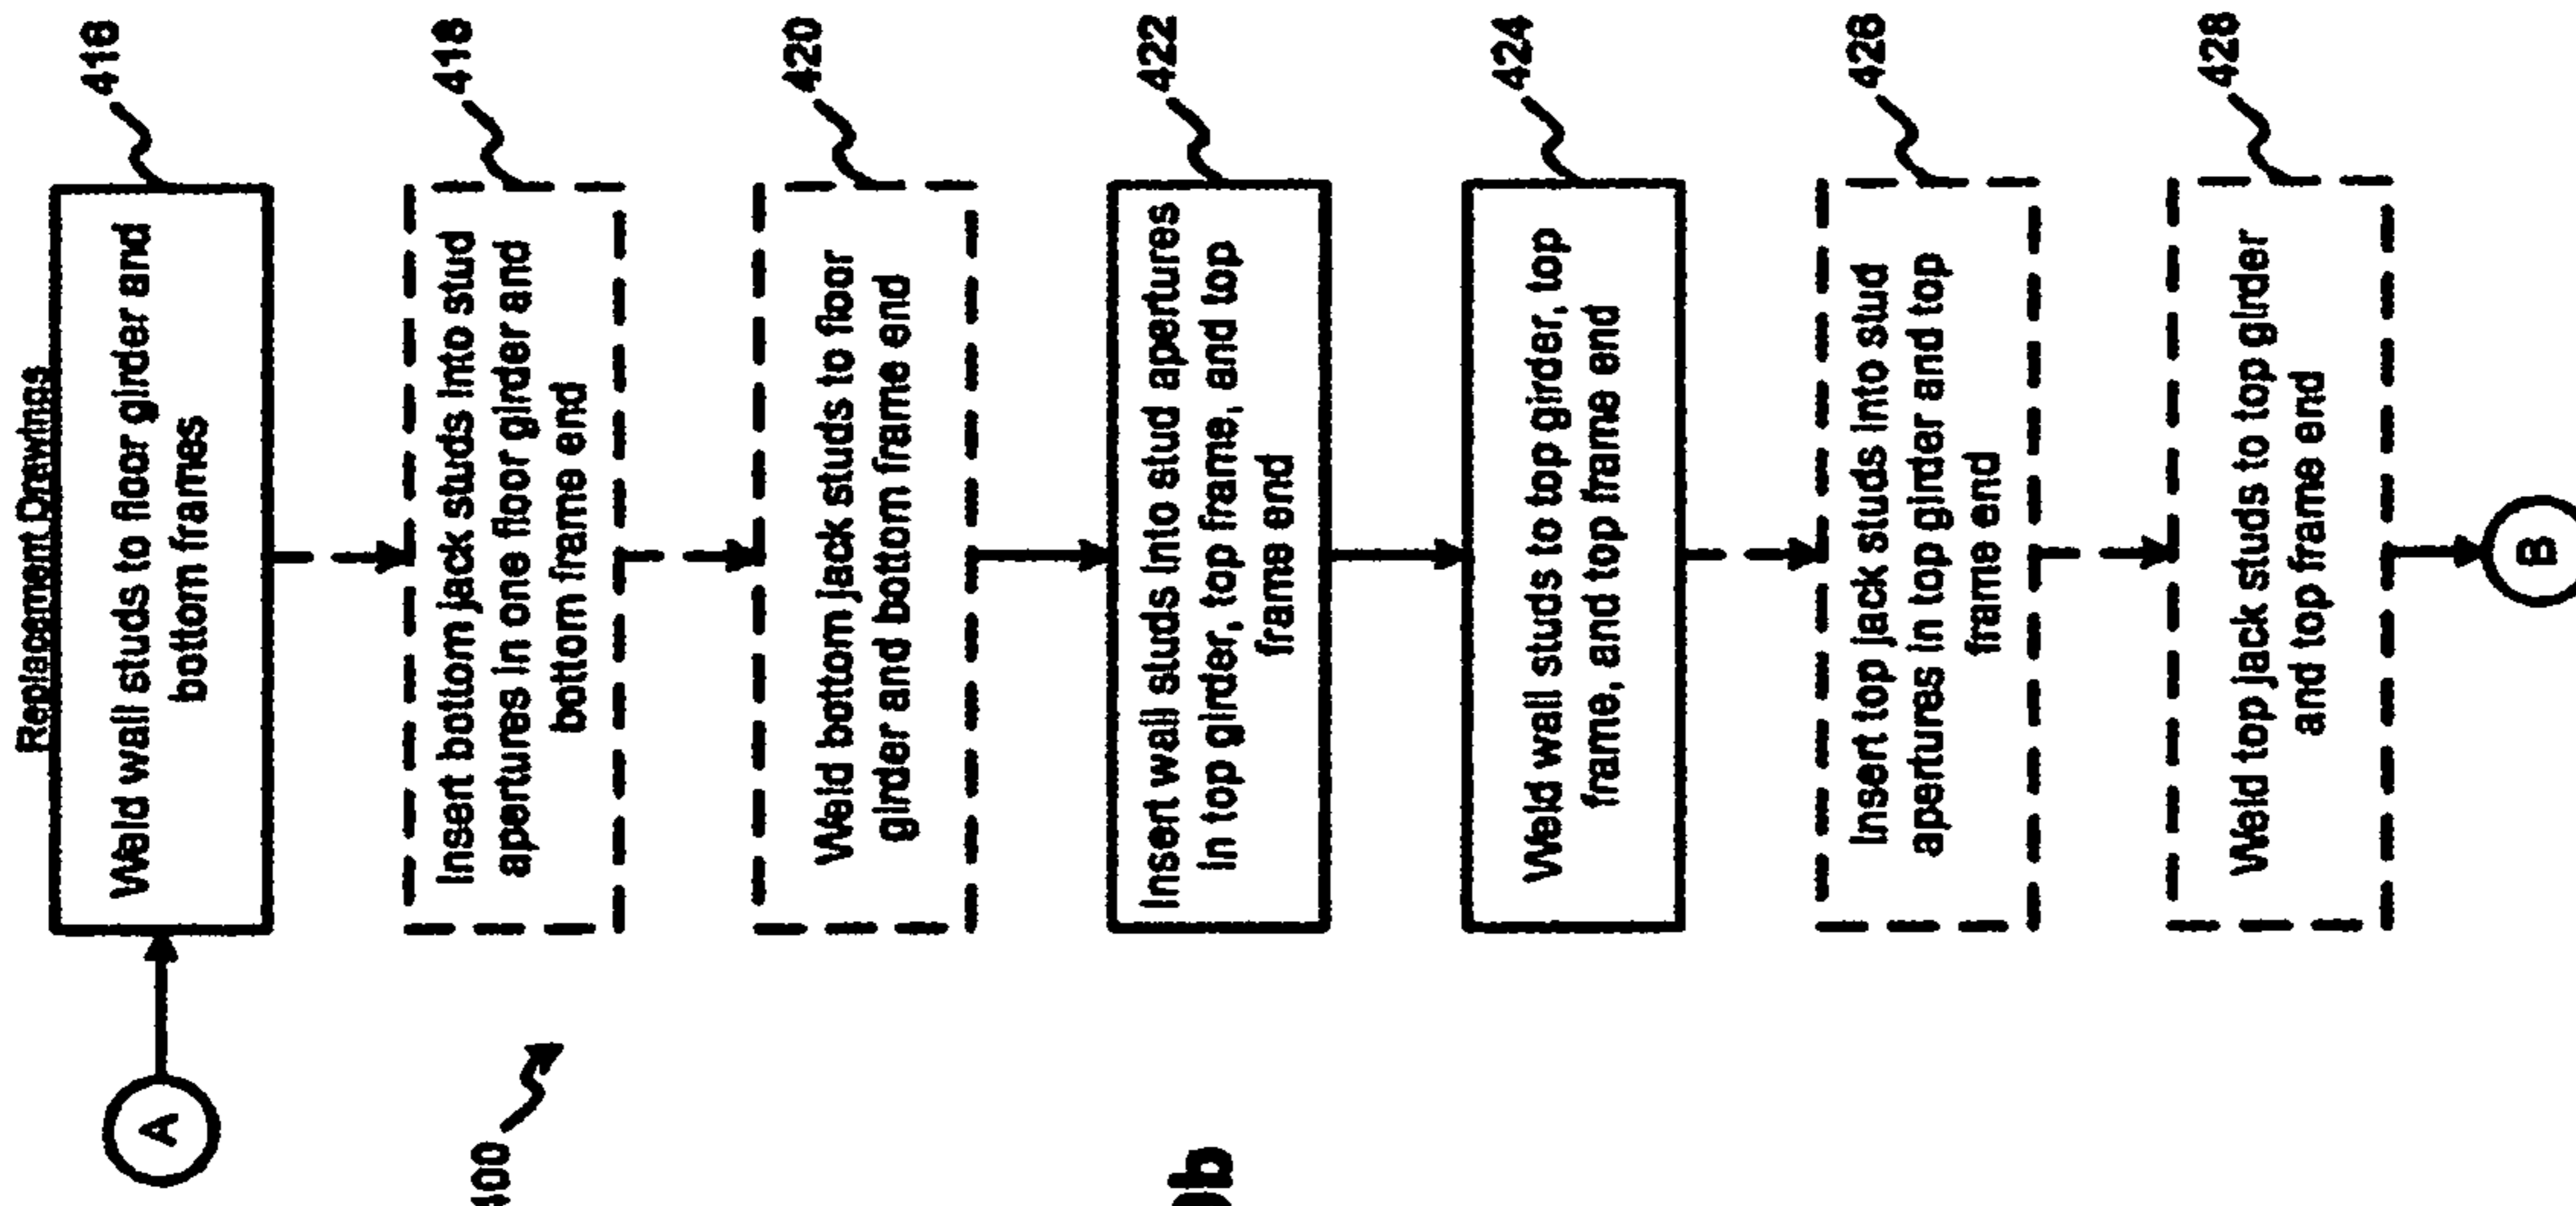 Replacement Drawings
A
Weld wall studs to floor girder and
bottom frames
416
Insert bottom jack studs into stud
apertures in one floor girder and
bottom frame end
418
400
Weld bottom jack studs to floor
girder and bottom frame end
420
Insert wall studs into stud apertures
in top girder, top frame, and top
frame end
422
Weld wall studs to top girder, top
frame, and top frame end
424
Insert top jack studs into stud
apertures in top girder and top
frame end
426
Weld top jack studs to top girder
and top frame end
428
B